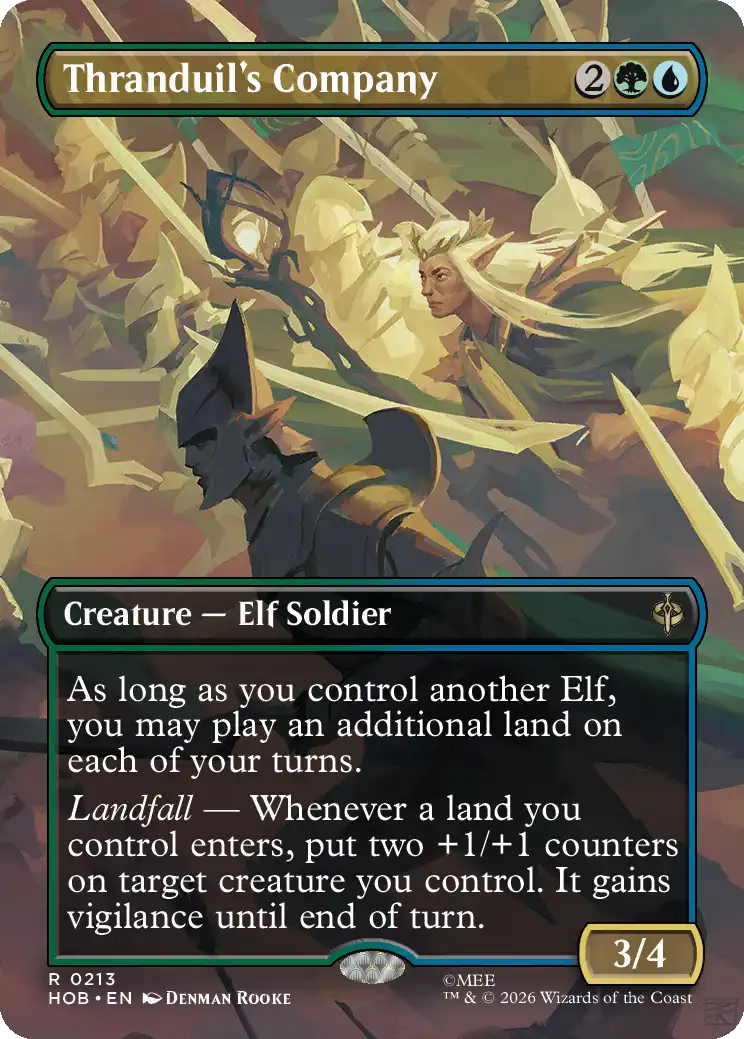 Thranduil's Company 2
Creature — Elf Soldier
As long as you control another Elf,
you may play an additional land on
each of your turns.
Landfall — Whenever a land you
control enters, put two +1/+1 counters
on target creature you control. It gains
vigilance until end of turn.
3/4
R 0213
HOB • EN Denman Rooke
©MEE
™ & © 2026 Wizards of the Coast